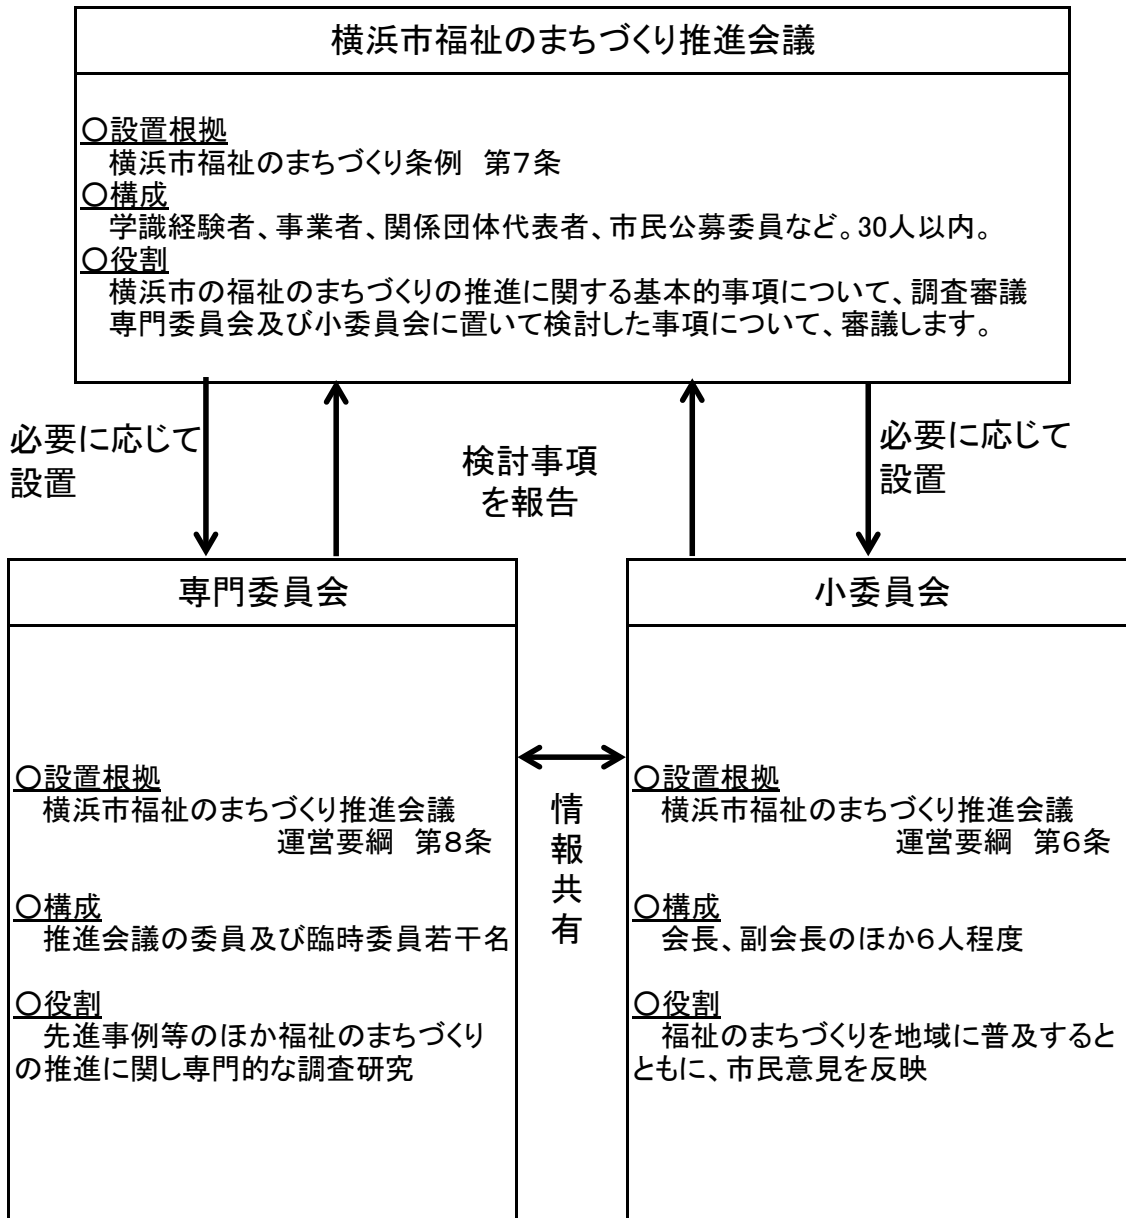 横浜市福祉のまちづくり推進会議
○設置根拠
横浜市福祉のまちづくり条例　第7条
○構成
学識経験者、事業者、関係団体代表者、市民公募委員など。30人以内。
○役割
横浜市の福祉のまちづくりの推進に関する基本的事項について、調査審議
専門委員会及び小委員会に置いて検討した事項について、審議します。
必要に応じて
設置
検討事項
を報告
必要に応じて
設置
専門委員会
○設置根拠
横浜市福祉のまちづくり推進会議
運営要綱　第8条
○構成
推進会議の委員及び臨時委員若干名
○役割
先進事例等のほか福祉のまちづくり
の推進に関し専門的な調査研究
情報共有
小委員会
○設置根拠
横浜市福祉のまちづくり推進会議
運営要綱　第6条
○構成
会長、副会長のほか6人程度
○役割
福祉のまちづくりを地域に普及すると
ともに、市民意見を反映